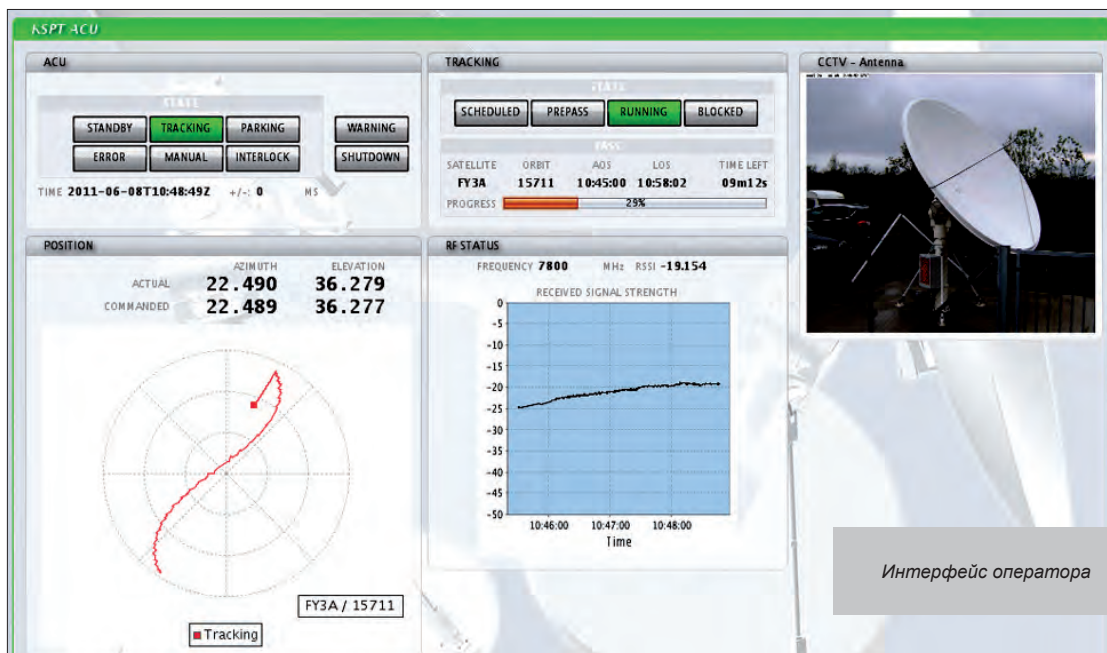 KSPT ACU
ACU
STATE
STANDBY TRACKING PARKING WARNING
ERROR MANUAL INTERLOCK SHUTDOWN
TIME 2011-06-08T10:48:49Z +/-: 0 MS
TRACKING
STATE
SCHEDULED PREPASS RUNNING BLOCKED
PASS
SATELLITE ORBIT AOS LOS TIME LEFT
FY3A 15711 10:45:00 10:58:02 09m12s
PROGRESS 29%
CCTV - Antenna
POSITION
AZIMUTH ELEVATION
ACTUAL 22.490 36.279
COMMANDED 22.489 36.277
FY3A / 15711
Tracking
RF STATUS
FREQUENCY 7800 MHz RSSI -19.154
RECEIVED SIGNAL STRENGTH
0
-5
-10
-15
-20
-25
-30
-35
-40
-45
-50
10:46:00 10:47:00 10:48:00
Time
Интерфейс оператора